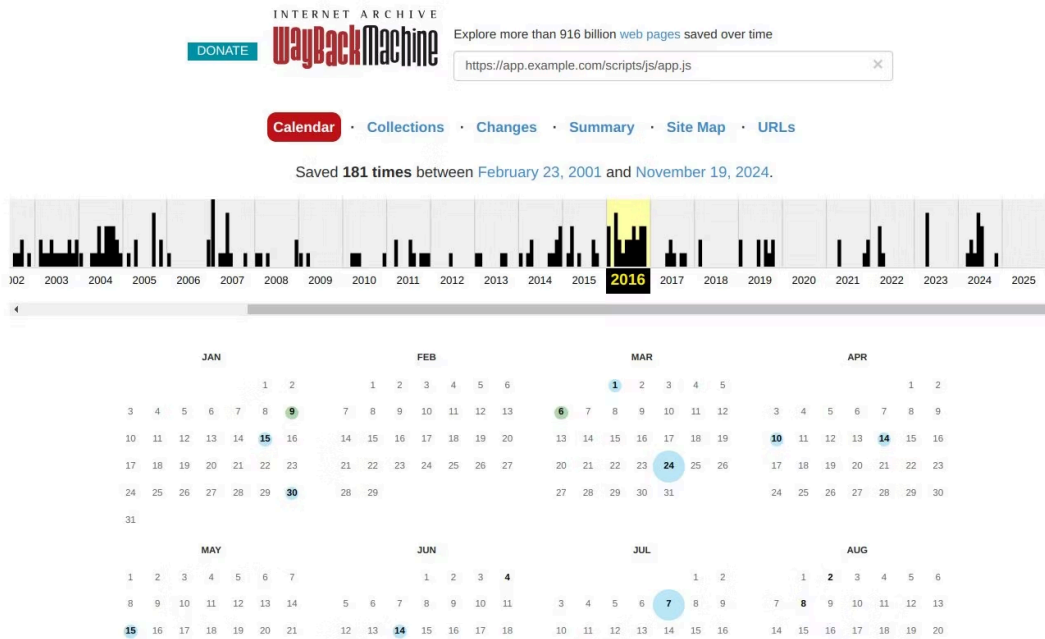 INTERNET ARCHIVE
WayBackMachine
DONATE
Explore more than 916 billion web pages saved over time
https://app.example.com/scripts/js/app.js ×
Calendar · Collections · Changes · Summary · Site Map · URLs
Saved 181 times between February 23, 2001 and November 19, 2024.
002 2003 2004 2005 2006 2007 2008 2009 2010 2011 2012 2013 2014 2015 2016 2017 2018 2019 2020 2021 2022 2023 2024 2025
JAN FEB MAR APR
1 2 1 2 3 4 5 6 1 2 3 4 5 1 2
3 4 5 6 7 8 9 7 8 9 10 11 12 13 6 7 8 9 10 11 12 3 4 5 6 7 8 9
10 11 12 13 14 15 16 14 15 16 17 18 19 20 13 14 15 16 17 18 19 10 11 12 13 14 15 16
17 18 19 20 21 22 23 21 22 23 24 25 26 27 20 21 22 23 24 25 26 17 18 19 20 21 22 23
24 25 26 27 28 29 30 28 29 27 28 29 30 31 24 25 26 27 28 29 30
31
MAY JUN JUL AUG
1 2 3 4 5 6 7 1 2 3 4 1 2 1 2 3 4 5 6
8 9 10 11 12 13 14 5 6 7 8 9 10 11 3 4 5 6 7 8 9 7 8 9 10 11 12 13
15 16 17 18 19 20 21 12 13 14 15 16 17 18 10 11 12 13 14 15 16 14 15 16 17 18 19 20